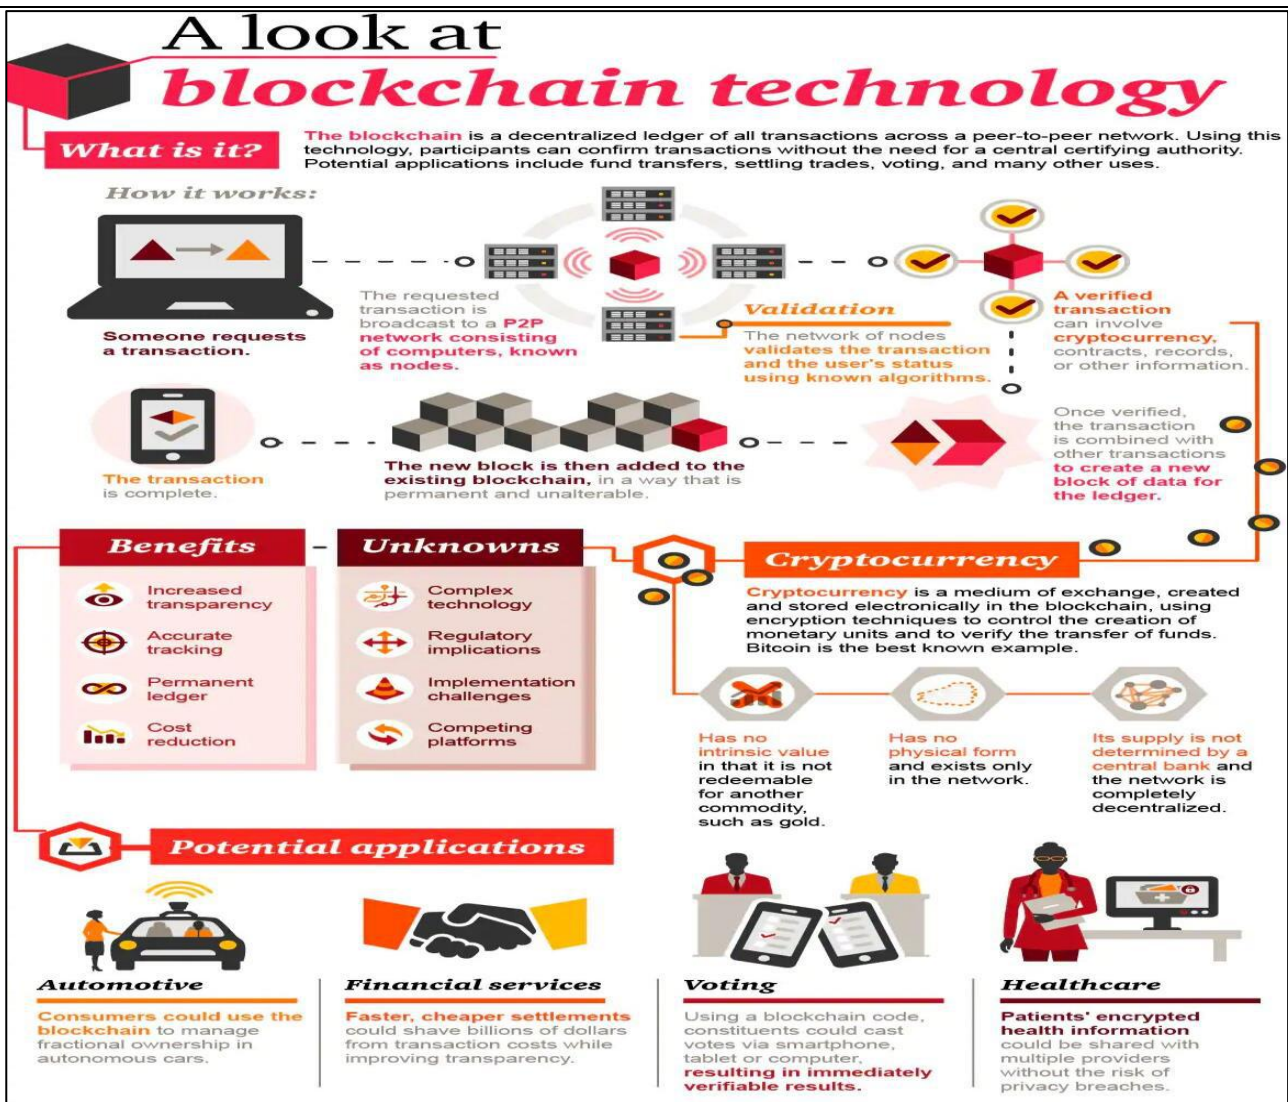 A look at
blockchain technology
What is it?
The blockchain is a decentralized ledger of all transactions across a peer-to-peer network. Using this
technology, participants can confirm transactions without the need for a central certifying authority.
Potential applications include fund transfers, settling trades, voting, and many other uses.
How it works:
Someone requests
a transaction.
The requested
transaction is
broadcast to a P2P
network consisting
of computers, known
as nodes.
Validation
The network of nodes
validates the transaction
and the user's status
using known algorithms.
A verified
transaction
can involve
cryptocurrency,
contracts, records,
or other information.
Once verified,
the transaction
is combined with
other transactions
to create a new
block of data for
the ledger.
The new block is then added to the
existing blockchain, in a way that is
permanent and unalterable.
The transaction
is complete.
Benefits
Increased
transparency
Accurate
tracking
Permanent
ledger
Cost
reduction
Unknowns
Complex
technology
Regulatory
implications
Implementation
challenges
Competing
platforms
Cryptocurrency
Cryptocurrency is a medium of exchange, created
and stored electronically in the blockchain, using
encryption techniques to control the creation of
monetary units and to verify the transfer of funds.
Bitcoin is the best known example.
Has no
intrinsic value
in that it is not
redeemable
for another
commodity,
such as gold.
Has no
physical form
and exists only
in the network.
Its supply is not
determined by a
central bank and
the network is
completely
decentralized.
Potential applications
Automotive
Consumers could use the
blockchain to manage
fractional ownership in
autonomous cars.
Financial services
Faster, cheaper settlements
could shave billions of dollars
from transaction costs while
improving transparency.
Voting
Using a blockchain code,
constituents could cast
votes via smartphone,
tablet or computer,
resulting in immediately
verifiable results.
Healthcare
Patients' encrypted
health information
could be shared with
multiple providers
without the risk of
privacy breaches.